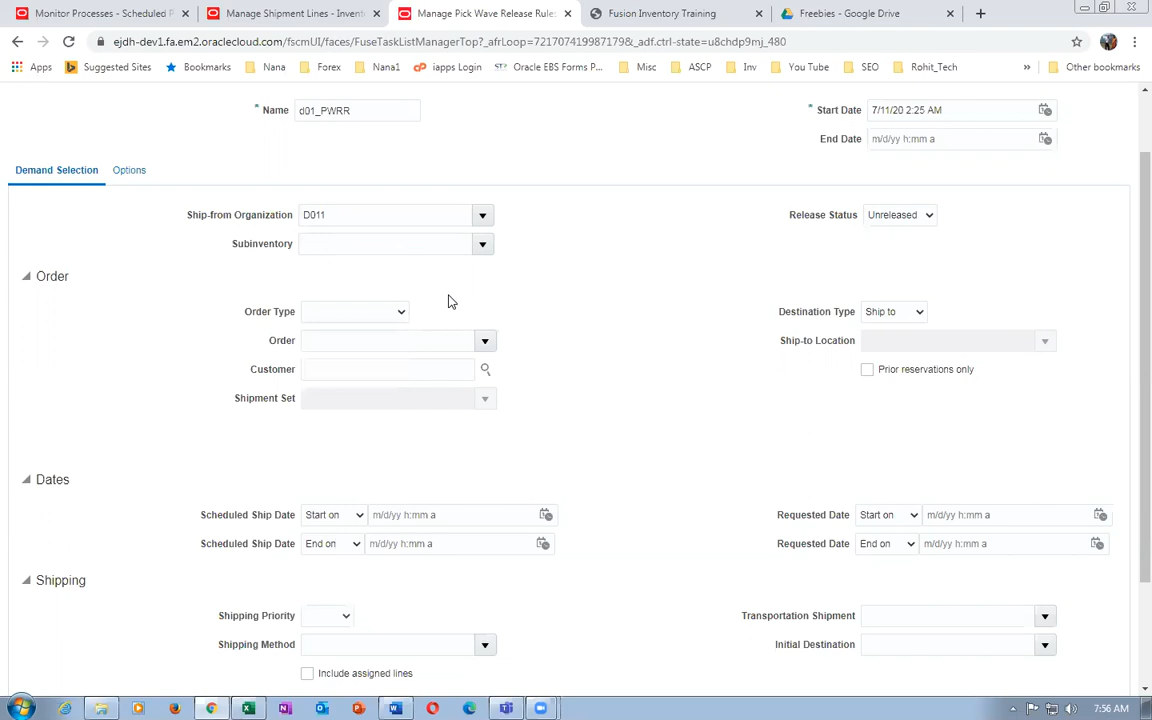 Monitor Processes - Scheduled P
Manage Shipment Lines - Invent
Manage Pick Wave Release Rules
Fusion Inventory Training
Freebies - Google Drive
ejdh-dev1.fa.em2.oraclecloud.com/fscmUI/faces/FuseTaskListManagerTop?_afrLoop=72170741998717&_adf.ctrl-state=u8chdp9mj_480
Apps
Suggested Sites
Bookmarks
Nana
Forex
Nana1
iapps Login
Oracle EBS Forms P...
Misc
ASCP
Inv
You Tube
SEO
Rohit_Tech
»
Other bookmarks
* Name d01_PWRR
* Start Date 7/11/20 2:25 AM
End Date m/d/yy h:mm a
Demand Selection Options
Ship-from Organization D011
Release Status Unreleased
Subinventory
Order
Order Type
Destination Type Ship to
Order
Ship-to Location
Customer
Prior reservations only
Shipment Set
Dates
Scheduled Ship Date Start on m/d/yy h:mm a
Requested Date Start on m/d/yy h:mm a
Scheduled Ship Date End on m/d/yy h:mm a
Requested Date End on m/d/yy h:mm a
Shipping
Shipping Priority
Transportation Shipment
Shipping Method
Initial Destination
Include assigned lines
7:56 AM